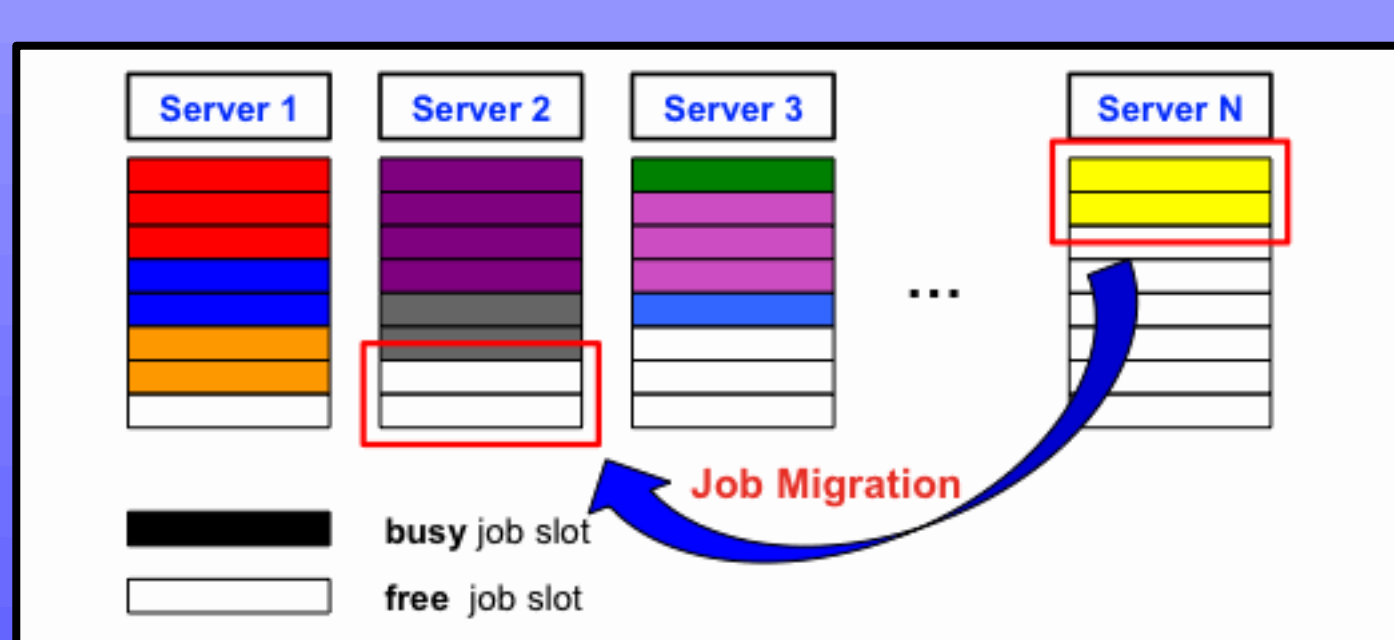 Server 1
Server 2
Server 3
Server N
...
Job Migration
busy job slot
free job slot